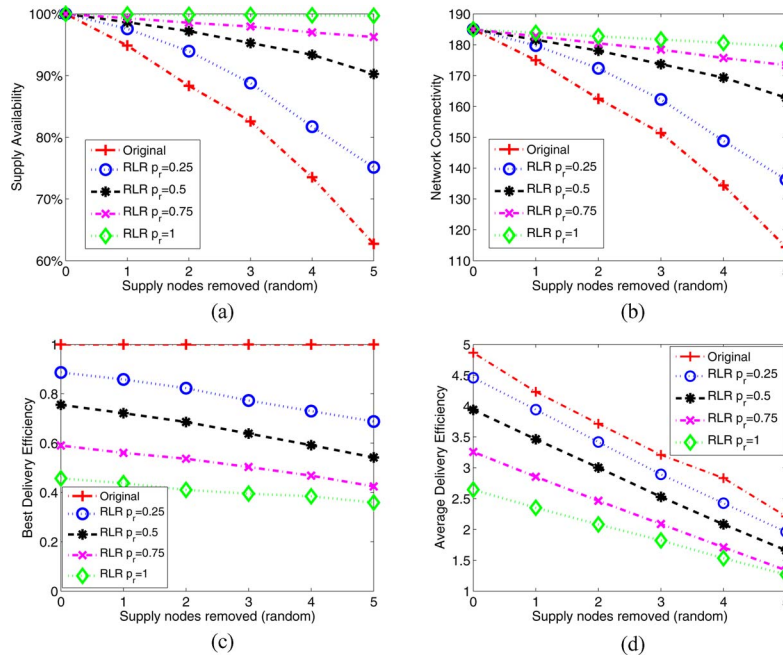 100%
90%
80%
70%
60%
Supply Availability
Original
RLR p_r=0.25
RLR p_r=0.5
RLR p_r=0.75
RLR p_r=1
0 1 2 3 4 5
Supply nodes removed (random)
(a)
190
180
170
160
150
140
130
120
110
Network Connectivity
Original
RLR p_r=0.25
RLR p_r=0.5
RLR p_r=0.75
RLR p_r=1
0 1 2 3 4 5
Supply nodes removed (random)
(b)
1
0.8
0.6
0.4
0.2
0
Best Delivery Efficiency
Original
RLR p_r=0.25
RLR p_r=0.5
RLR p_r=0.75
RLR p_r=1
0 1 2 3 4 5
Supply nodes removed (random)
(c)
5
4.5
4
3.5
3
2.5
2
1.5
1
Average Delivery Efficiency
Original
RLR p_r=0.25
RLR p_r=0.5
RLR p_r=0.75
RLR p_r=1
0 1 2 3 4 5
Supply nodes removed (random)
(d)